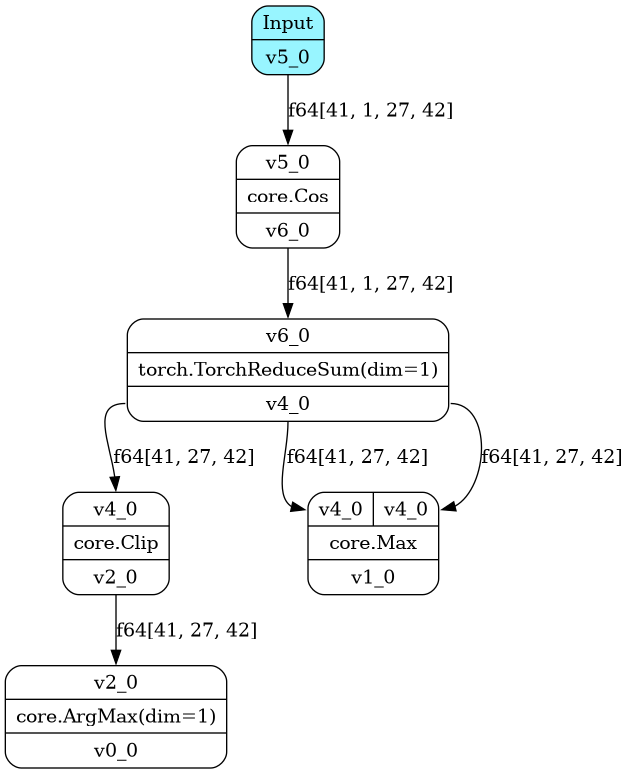 Input
v5_0
f64[41, 1, 27, 42]
v5_0
core.Cos
v6_0
f64[41, 1, 27, 42]
v6_0
torch.TorchReduceSum(dim=1)
v4_0
f64[41, 27, 42]
f64[41, 27, 42]
f64[41, 27, 42]
v4_0
core.Clip
v2_0
v4_0 v4_0
core.Max
v1_0
f64[41, 27, 42]
v2_0
core.ArgMax(dim=1)
v0_0